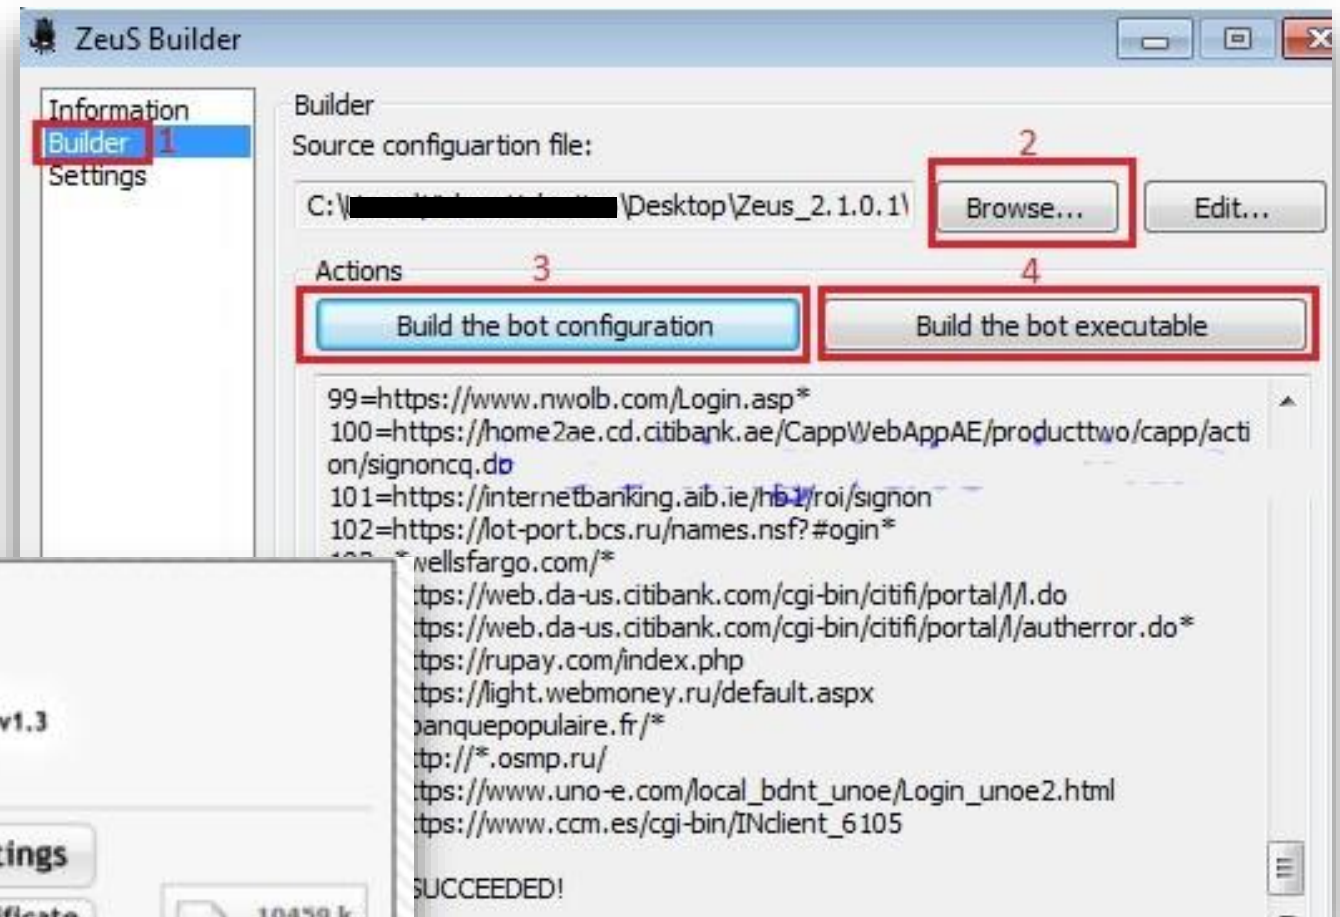 ZeuS Builder
Information
Builder 1
Settings
Builder
Source configuartion file:
2
C:\ \Desktop\Zeus_2.1.0.1\
Browse...
Edit...
Actions
3
4
Build the bot configuration
Build the bot executable
99=https://www.nwolb.com/Login.asp*
100=https://home2ae.cd.citibank.ae/CappWebAppAE/producttwo/capp/acti
on/signoncq.do
101=https://internetbanking.aib.ie/hb1/roi/signon
102=https://lot-port.bcs.ru/names.nsf?#ogin*
*wellsfargo.com/*
tps://web.da-us.citibank.com/cgi-bin/citifi/portal/l/l.do
tps://web.da-us.citibank.com/cgi-bin/citifi/portal/l/autherror.do*
tps://rupay.com/index.php
tps://light.webmoney.ru/default.aspx
banquepopulaire.fr/*
tp://*.osmp.ru/
tps://www.uno-e.com/local_bdnt_unoe/Login_unoe2.html
tps://www.ccm.es/cgi-bin/INclient_6105
SUCCEEDED!
v1.3
tings
ificate
10459 k